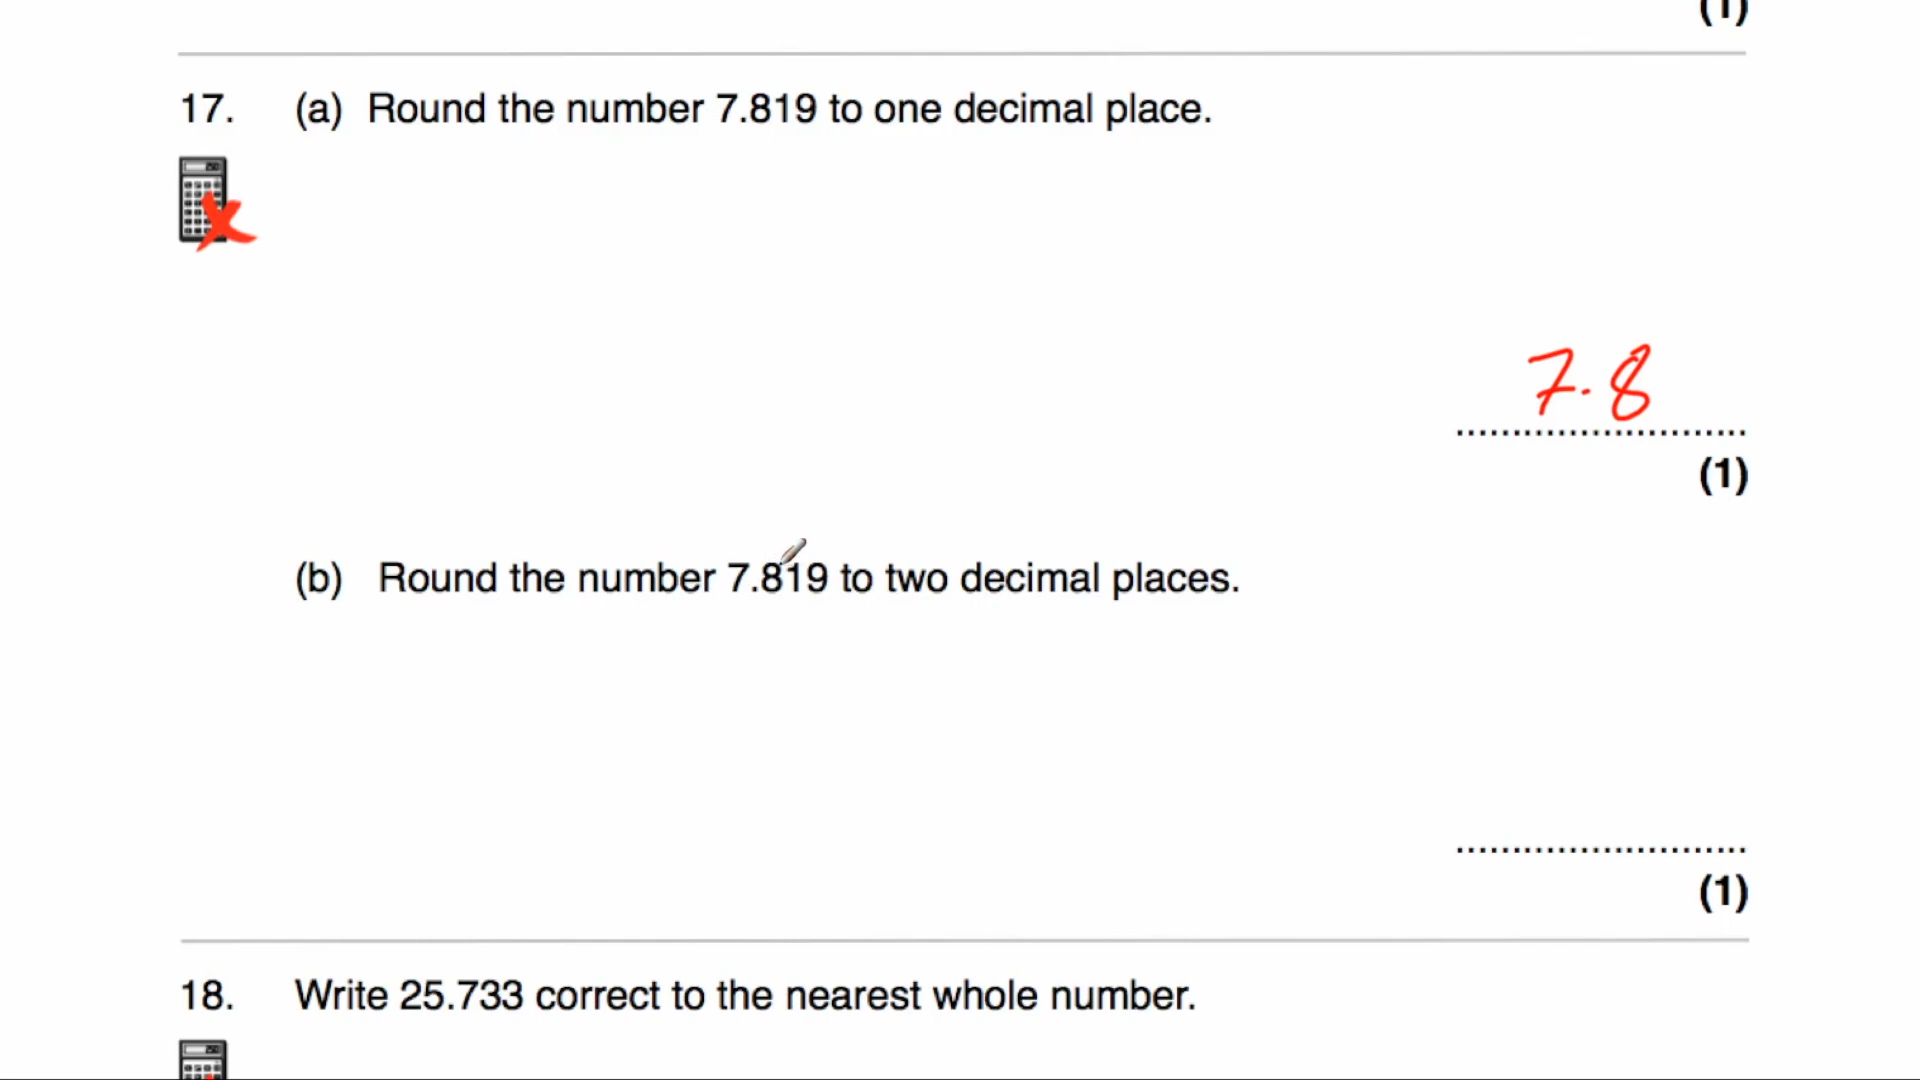 (1)
17. (a) Round the number 7.819 to one decimal place.
7.8
(1)
(b) Round the number 7.819 to two decimal places.
(1)
18. Write 25.733 correct to the nearest whole number.